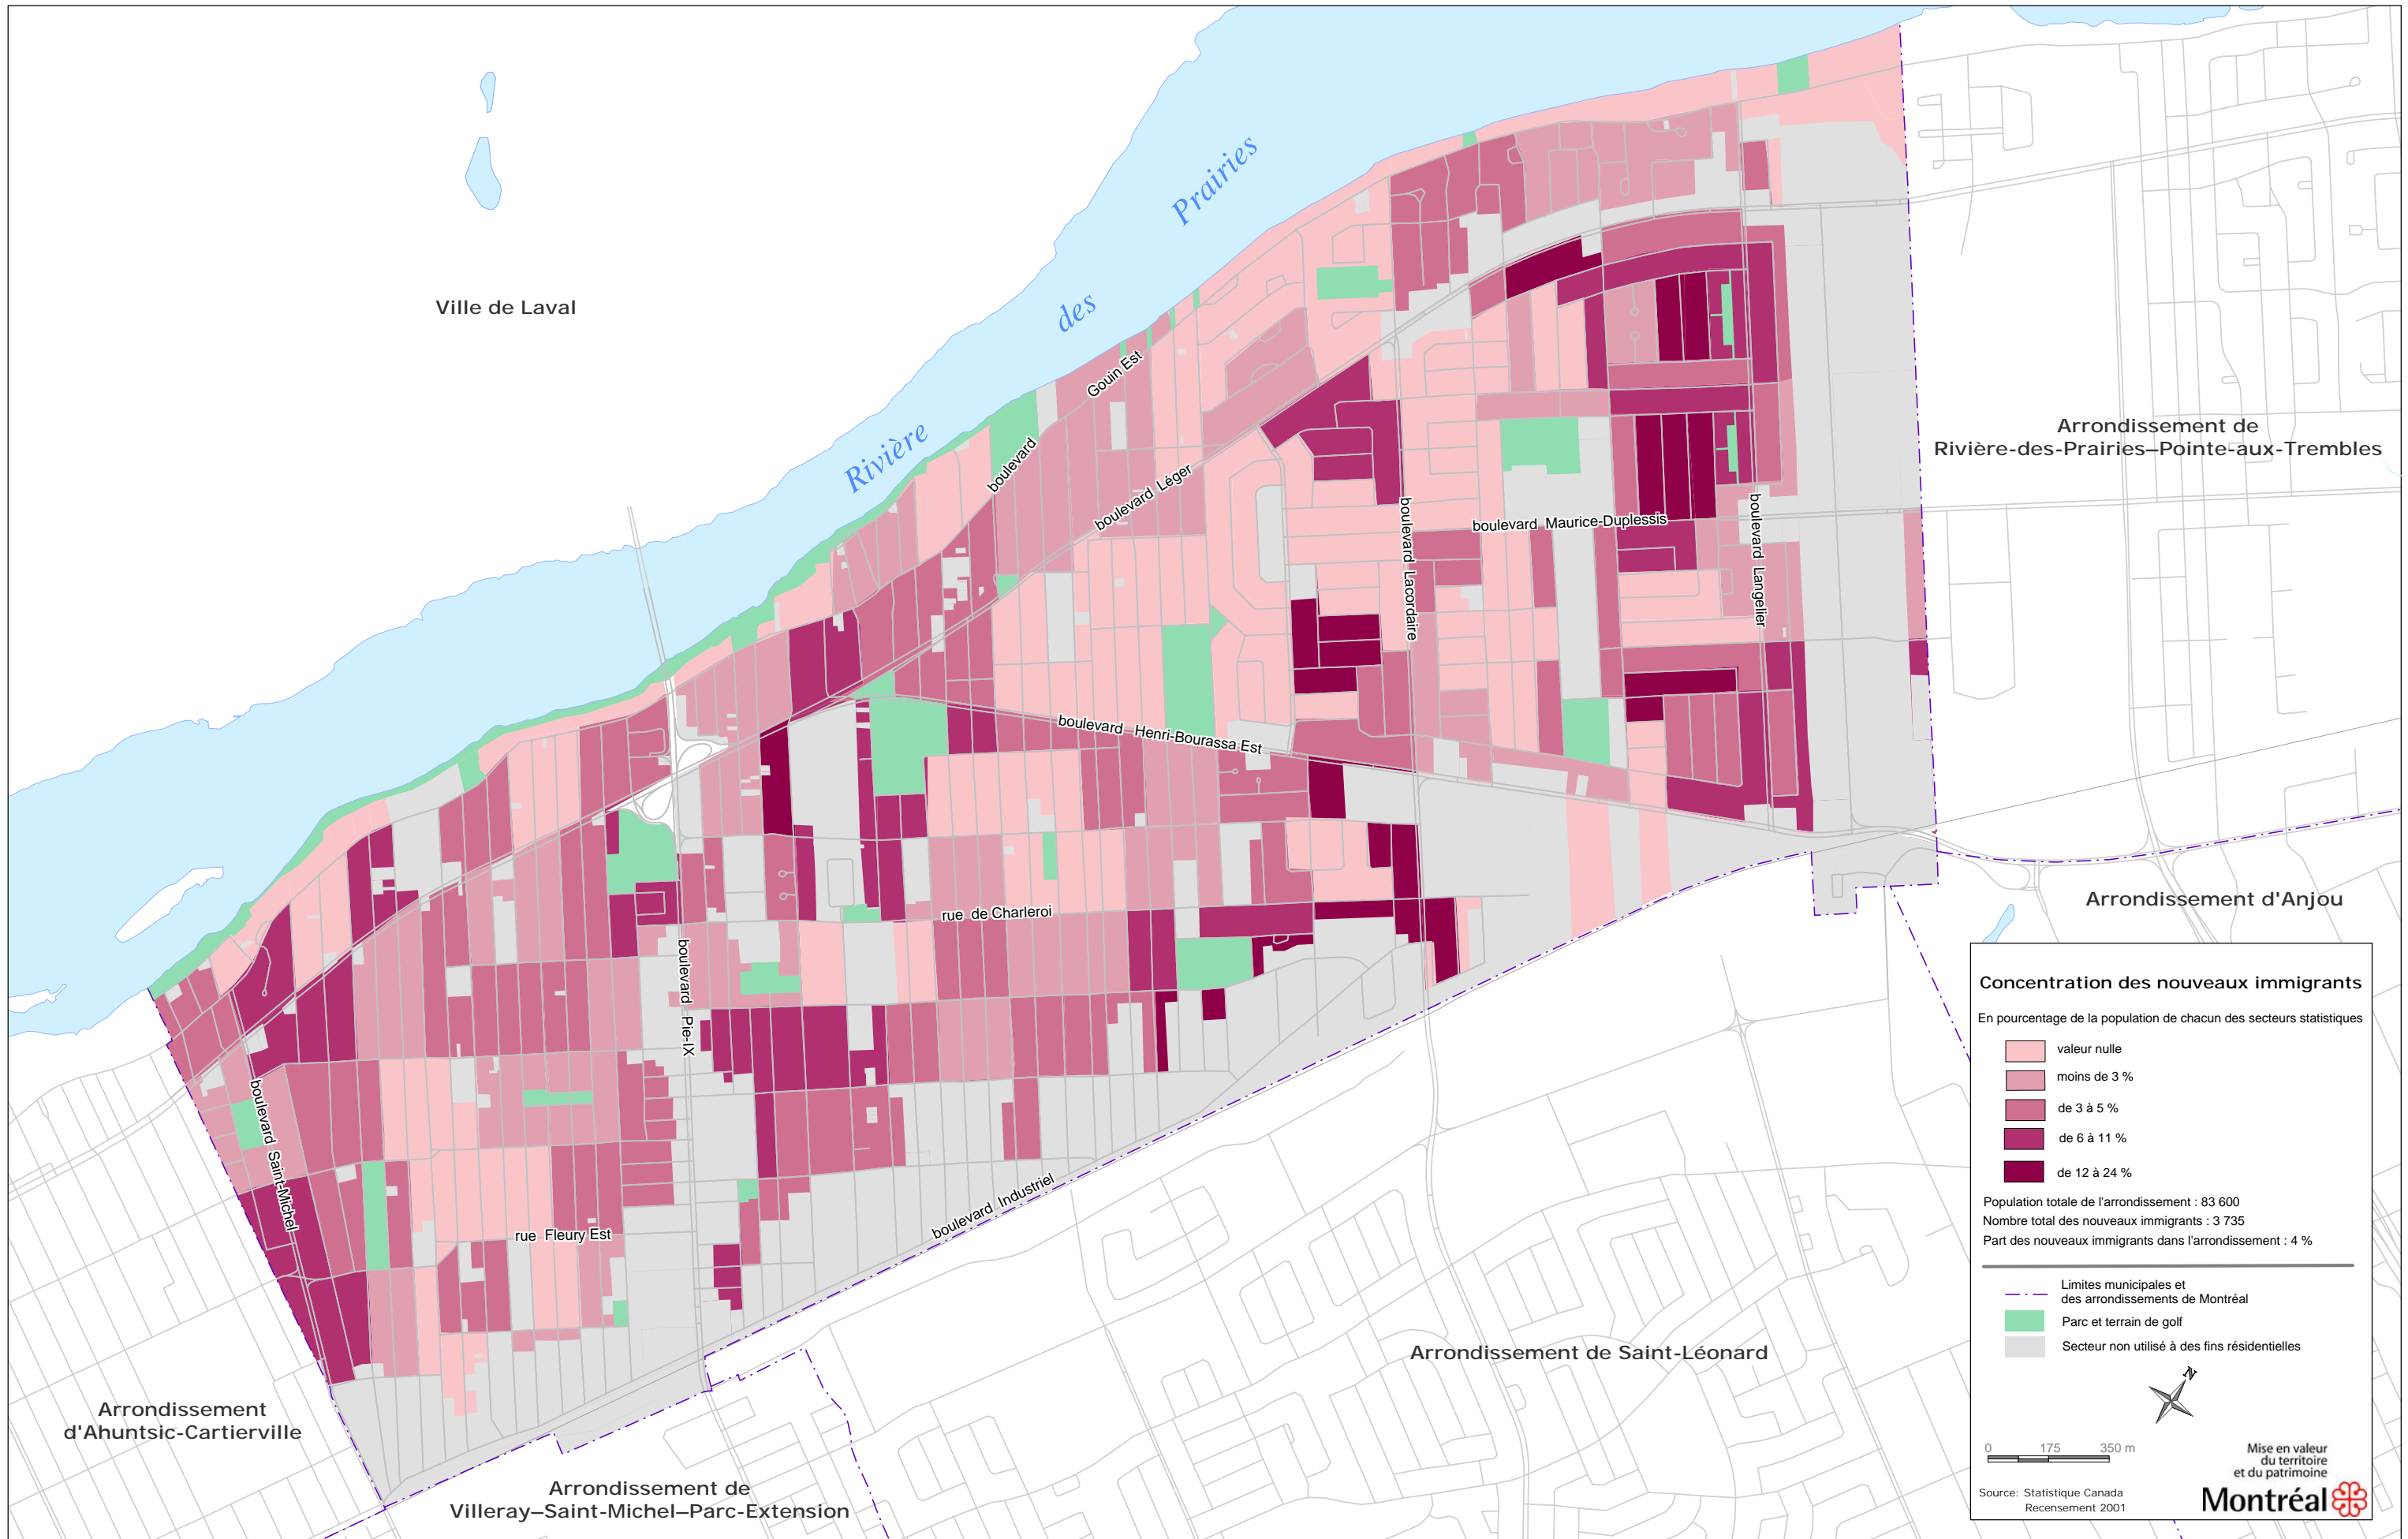 Ville de Laval
Rivière des Prairies
Arrondissement de
Rivière-des-Prairies–Pointe-aux-Trembles
Gouin Est
boulevard
boulevard Léger
boulevard Lacordaire
boulevard Maurice-Duplessis
boulevard Langelier
boulevard Henri-Bourassa Est
rue de Charleroi
boulevard Pie-IX
boulevard Saint-Michel
rue Fleury Est
boulevard Industriel
Arrondissement d'Anjou
Arrondissement de Saint-Léonard
Arrondissement
d'Ahuntsic-Cartierville
Arrondissement de
Villeray–Saint-Michel–Parc-Extension
Concentration des nouveaux immigrants
En pourcentage de la population de chacun des secteurs statistiques
valeur nulle
moins de 3 %
de 3 à 5 %
de 6 à 11 %
de 12 à 24 %
Population totale de l'arrondissement : 83 600
Nombre total des nouveaux immigrants : 3 735
Part des nouveaux immigrants dans l'arrondissement : 4 %
Limites municipales et
des arrondissements de Montréal
Parc et terrain de golf
Secteur non utilisé à des fins résidentielles
N
0 175 350 m
Mise en valeur
du territoire
et du patrimoine
Source: Statistique Canada
Recensement 2001
Montréal